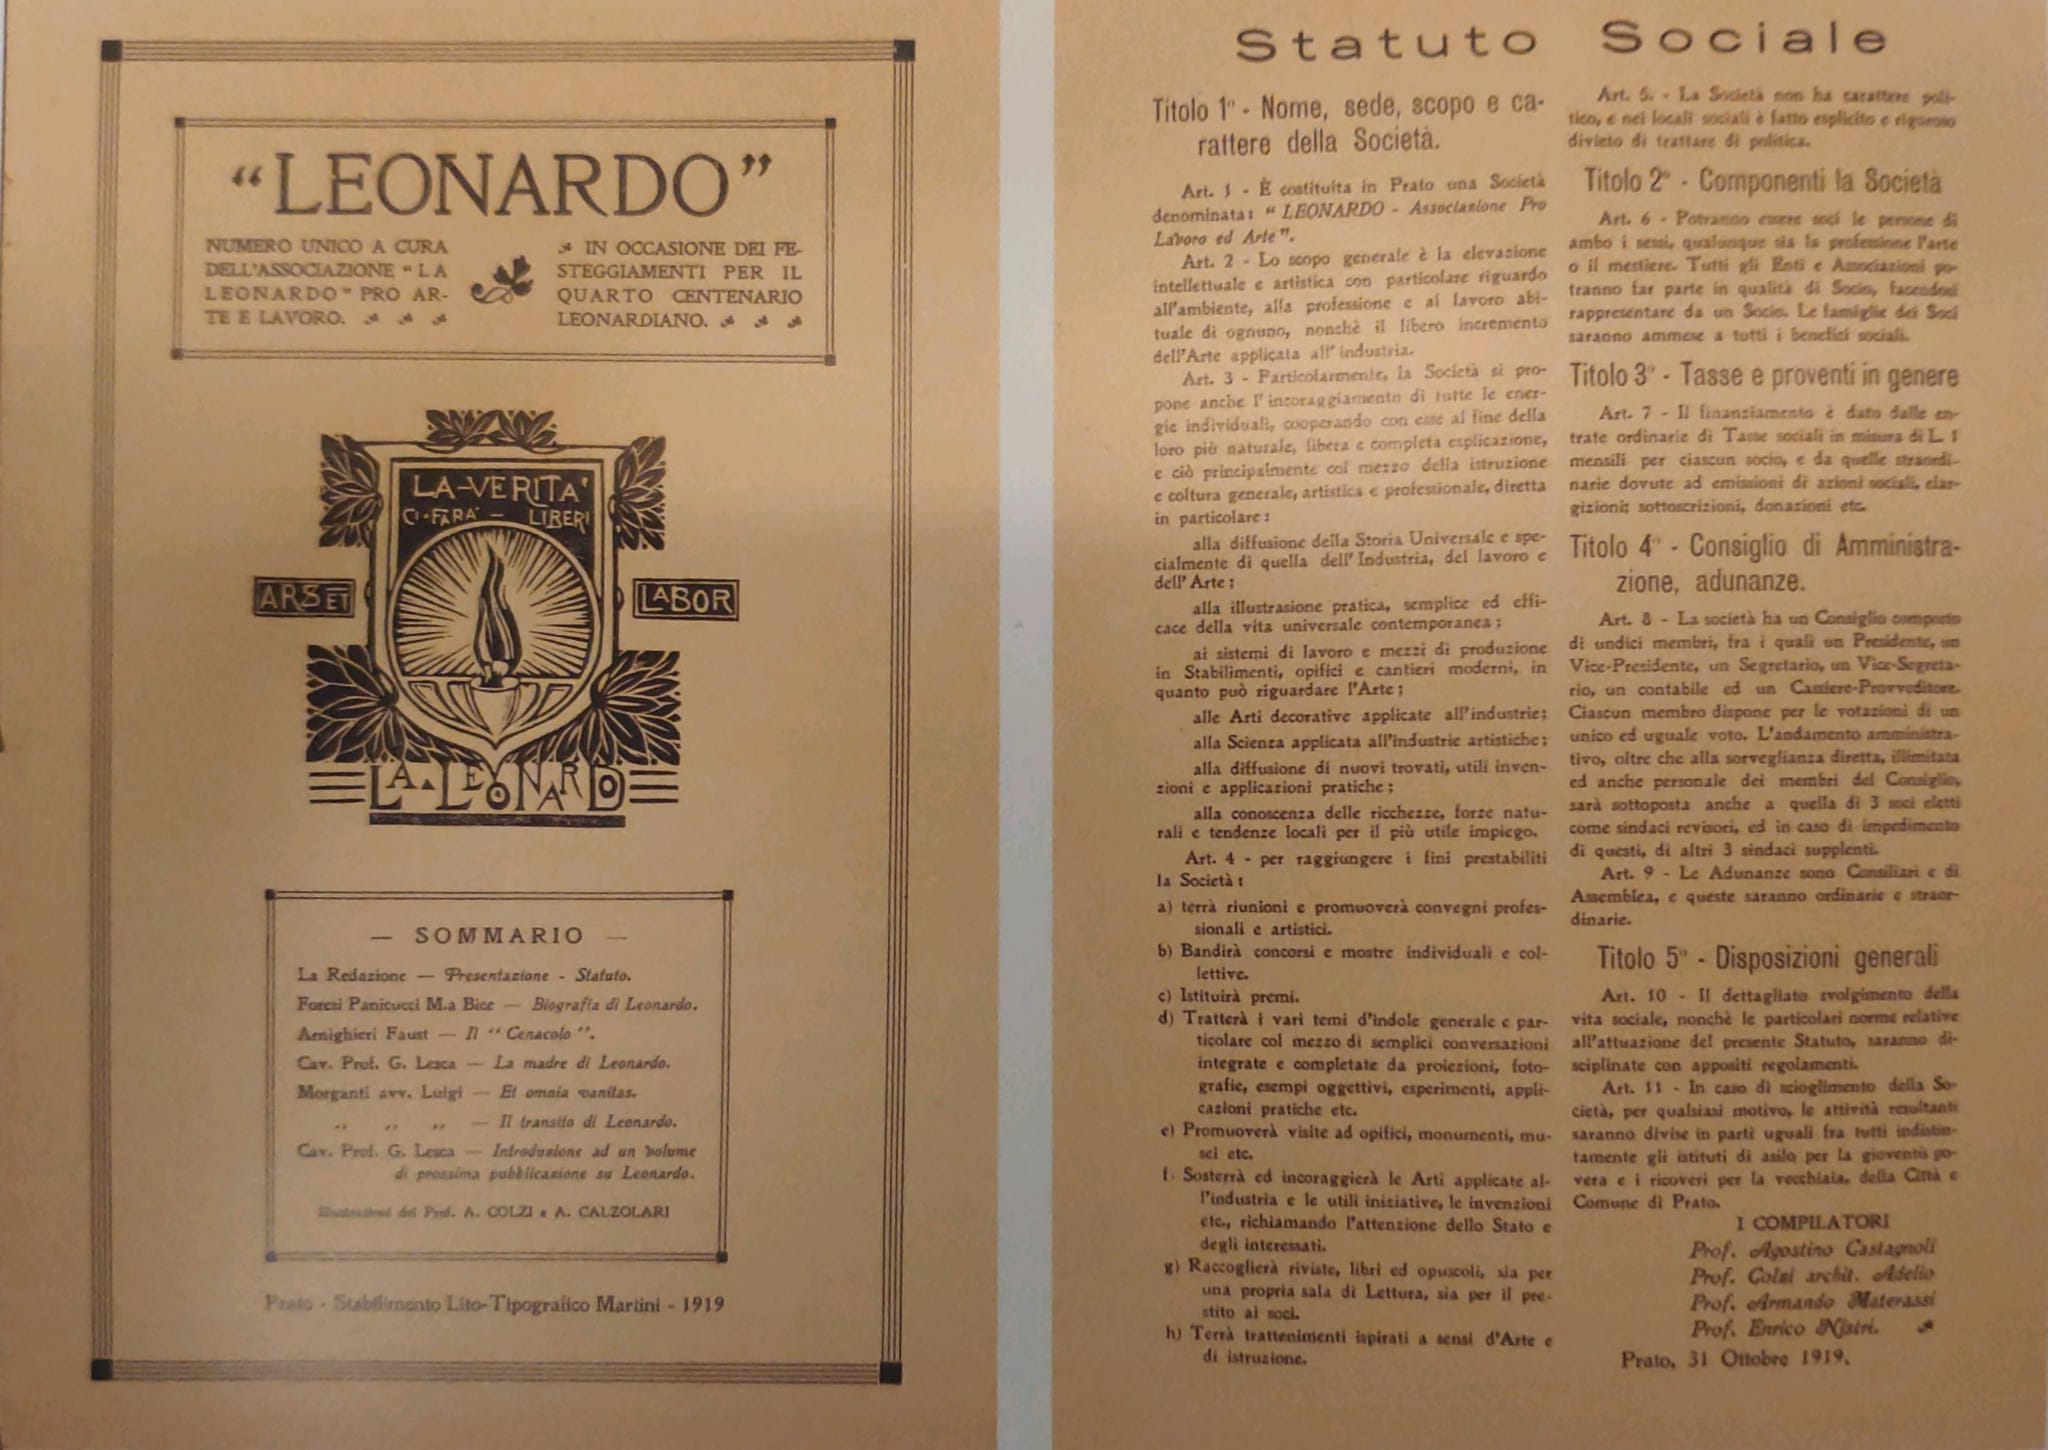 “LEONARDO”
NUMERO UNICO A CURA
DELL'ASSOCIAZIONE “LA
LEONARDO” PRO AR-
TE E LAVORO.
IN OCCASIONE DEI FE-
STEGGIAMENTI PER IL
QUARTO CENTENARIO
LEONARDIANO.
LA-VERITA'
CI-FARA'- LIBERI
ARS ET
LABOR
LA-LEONARDO
— SOMMARIO —
La Redazione — Presentazione - Statuto.
Foresi Panicucci M.a Bice — Biografia di Leonardo.
Arnighieri Faust — Il “ Cenacolo ”.
Cav. Prof. G. Lesca — La madre di Leonardo.
Morganti avv. Luigi — Et omnia vanitas.
„ „ „ — Il transito di Leonardo.
Cav. Prof. G. Lesca — Introduzione ad un volume
di prossima pubblicazione su Leonardo.
Illustrazioni dei Prof. A. COLZI e A. CALZOLARI
Prato - Stabilimento Lito-Tipografico Martini - 1919
Statuto Sociale
Titolo 1° - Nome, sede, scopo e ca-
rattere della Società.
Art. 1 - È costituita in Prato una Società
denominata: “ LEONARDO - Associazione Pro
Lavoro ed Arte”.
Art. 2 - Lo scopo generale è la elevazione
intellettuale e artistica con particolare riguardo
all'ambiente, alla professione e al lavoro abi-
tuale di ognuno, nonchè il libero incremento
dell'Arte applicata all'industria.
Art. 3 - Particolarmente, la Società si pro-
pone anche l'incoraggiamento di tutte le ener-
gie individuali, cooperando con esse al fine della
loro più naturale, libera e completa esplicazione,
e ciò principalmente col mezzo della istruzione
e coltura generale, artistica e professionale, diretta
in particolare:
alla diffusione della Storia Universale e spe-
cialmente di quella dell'Industria, del lavoro e
dell'Arte;
alla illustrasione pratica, semplice ed effi-
cace della vita universale contemporanea;
ai sistemi di lavoro e mezzi di produzione
in Stabilimenti, opifici e cantieri moderni, in
quanto può riguardare l'Arte;
alle Arti decorative applicate all'industrie;
alla Scienza applicata all'industrie artistiche;
alla diffusione di nuovi trovati, utili inven-
zioni e applicazioni pratiche;
alla conoscenza delle ricchezze, forze natu-
rali e tendenze locali per il più utile impiego.
Art. 4 - per raggiungere i fini prestabiliti
la Società:
a) terrà riunioni e promuoverà convegni profes-
sionali e artistici.
b) Bandirà concorsi e mostre individuali e col-
lettive.
c) Istituirà premi.
d) Tratterà i vari temi d'indole generale e par-
ticolare col mezzo di semplici conversazioni
integrate e completate da proiezioni, foto-
grafie, esempi oggettivi, esperimenti, appli-
cazioni pratiche etc.
e) Promuoverà visite ad opifici, monumenti, mu-
sei etc.
f) Sosterrà ed incoraggierà le Arti applicate al-
l'industria e le utili iniziative, le invenzioni
etc., richiamando l'attenzione dello Stato e
degli interessati.
g) Raccoglierà riviste, libri ed opuscoli, sia per
una propria sala di Lettura, sia per il pre-
stito ai soci.
h) Terrà trattenimenti ispirati a sensi d'Arte e
di istruzione.
Art. 5. - La Società non ha carattere poli-
tico, e nei locali sociali è fatto esplicito e rigoroso
divieto di trattare di politica.
Titolo 2° - Componenti la Società
Art. 6 - Potranno essere soci le persone di
ambo i sessi, qualunque sia la professione l'arte
o il mestiere. Tutti gli Enti e Associazioni po-
tranno far parte in qualità di Socio, facendosi
rappresentare da un Socio. Le famiglie dei Soci
saranno ammese a tutti i benefici sociali.
Titolo 3° - Tasse e proventi in genere
Art. 7 - Il finanziamento è dato dalle en-
trate ordinarie di Tasse sociali in misura di L. 1
mensili per ciascun socio, e da quelle straordi-
narie dovute ad emissioni di azioni sociali, elar-
gizioni; sottoscrizioni, donazioni etc.
Titolo 4° - Consiglio di Amministra-
zione, adunanze.
Art. 8 - La società ha un Consiglio composto
di undici membri, fra i quali un Presidente, un
Vice-Presidente, un Segretario, un Vice-Segreta-
rio, un contabile ed un Cassiere-Provveditore.
Ciascun membro dispone per le votazioni di un
unico ed uguale voto. L'andamento amministra-
tivo, oltre che alla sorveglianza diretta, illimitata
ed anche personale dei membri del Consiglio,
sarà sottoposta anche a quella di 3 soci eletti
come sindaci revisori, ed in caso di impedimento
di questi, di altri 3 sindaci supplenti.
Art. 9 - Le Adunanze sono Consiliari e di
Assemblea, e queste saranno ordinarie e straor-
dinarie.
Titolo 5° - Disposizioni generali
Art. 10 - Il dettagliato svolgimento della
vita sociale, nonchè le particolari norme relative
all'attuazione del presente Statuto, saranno di-
sciplinate con appositi regolamenti.
Art. 11 - In caso di scioglimento della So-
cietà, per qualsiasi motivo, le attività resultanti
saranno divise in parti uguali fra tutti indistin-
tamente gli istituti di asilo per la gioventù po-
vera e i ricoveri per la vecchiaia, della Città e
Comune di Prato.
I COMPILATORI
Prof. Agostino Castagnoli
Prof. Colzi archit. Adelio
Prof. Armando Materassi
Prof. Enrico Nistri.
Prato, 31 Ottobre 1919.